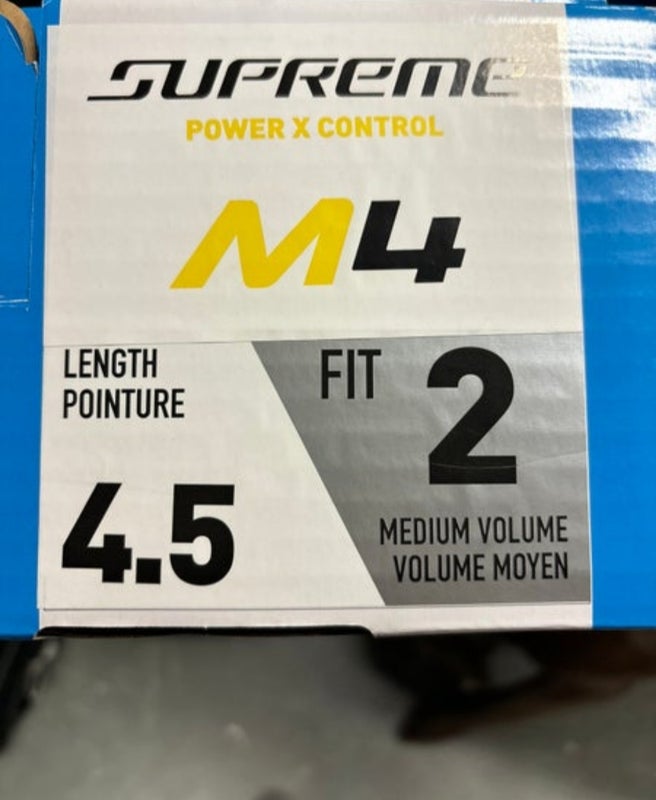 SUPREME
POWER X CONTROL
M4
LENGTH
POINTURE
4.5
FIT 2
MEDIUM VOLUME
VOLUME MOYEN